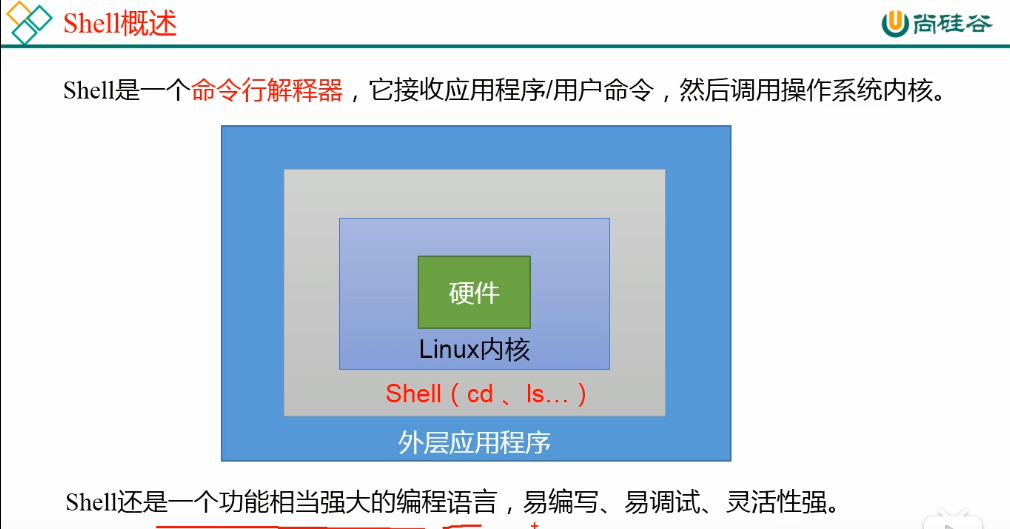 Shell概述
尚硅谷
Shell是一个命令行解释器，它接收应用程序/用户命令，然后调用操作系统内核。
硬件
Linux内核
Shell（cd 、ls…）
外层应用程序
Shell还是一个功能相当强大的编程语言，易编写、易调试、灵活性强。